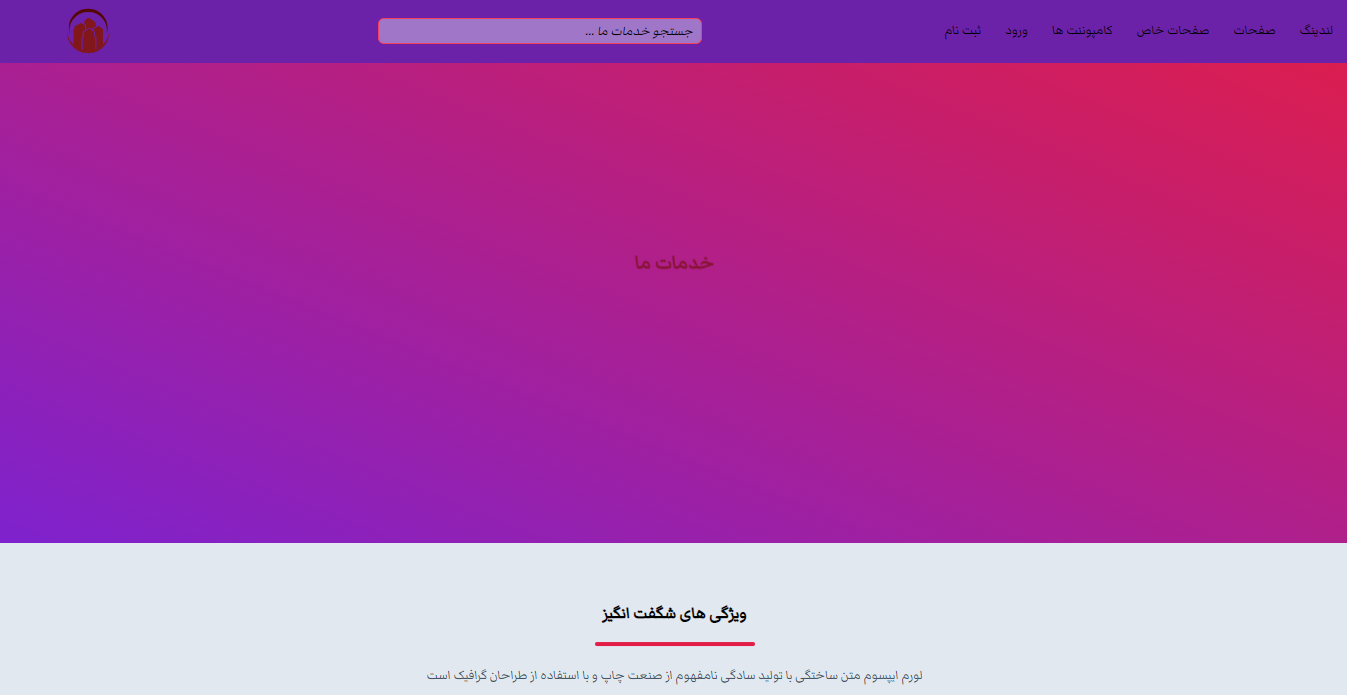 لندینگ صفحات صفحات خاص کامپوننت ها ورود ثبت نام
جستجو خدمات ما ...
خدمات ما
ویژگی های شگفت انگیز
لورم ایپسوم متن ساختگی با تولید سادگی نامفهوم از صنعت چاپ و با استفاده از طراحان گرافیک است